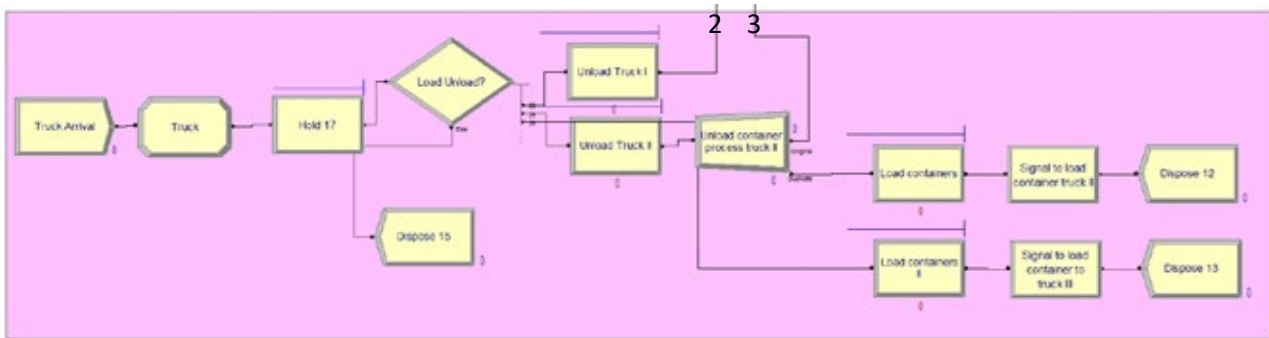 2 3
Load Unload?
Unload Truck I
Truck Arrival
Truck
Hold 17
Unload Truck II
Unload container
process truck II
Load containers
Signal to load
container truck II
Dispose 12
Dispose 15
Load containers
II
Signal to load
container to
truck III
Dispose 13